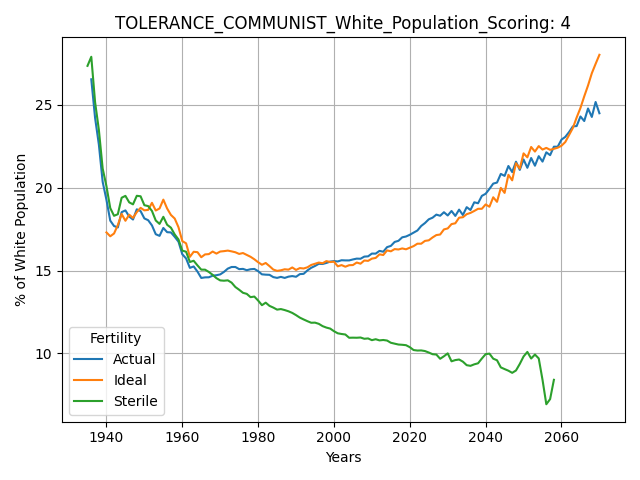 TOLERANCE_COMMUNIST_White_Population_Scoring: 4
% of White Population
25
20
15
10
Fertility
Actual
Ideal
Sterile
1940 1960 1980 2000 2020 2040 2060
Years